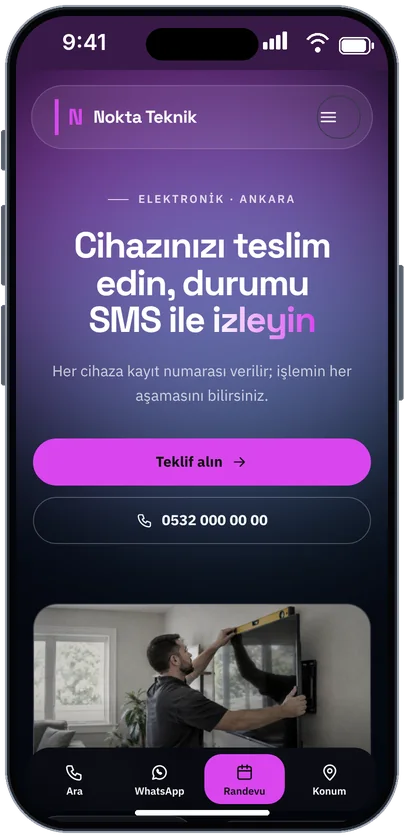 9:41
N Nokta Teknik
ELEKTRONİK · ANKARA
Cihazınızı teslim
edin, durumu
SMS ile izleyin
Her cihaza kayıt numarası verilir; işlemin her
aşamasını bilirsiniz.
Teklif alın →
0532 000 00 00
Ara WhatsApp Randevu Konum